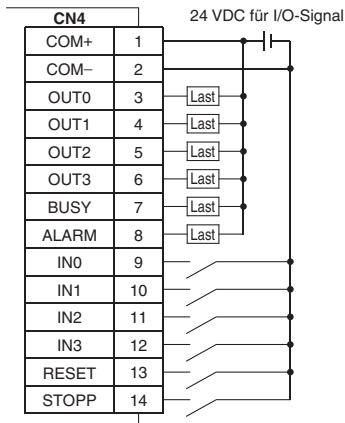 CN4
24 VDC für I/O-Signal
COM+ 1
COM– 2
OUT0 3 Last
OUT1 4 Last
OUT2 5 Last
OUT3 6 Last
BUSY 7 Last
ALARM 8 Last
IN0 9
IN1 10
IN2 11
IN3 12
RESET 13
STOPP 14